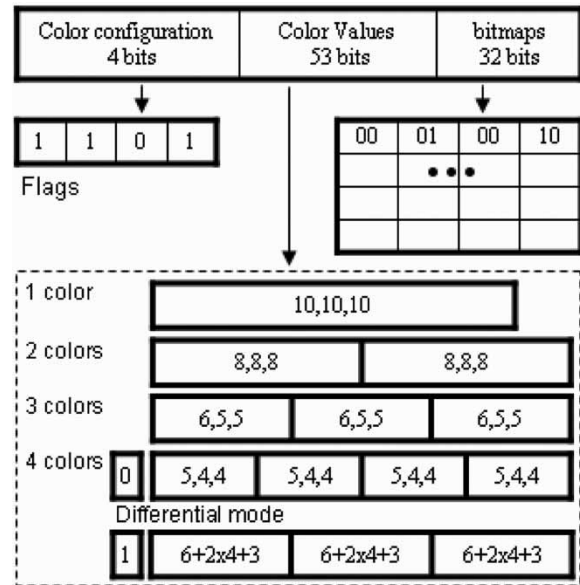 Color configuration
4 bits
Color Values
53 bits
bitmaps
32 bits
1 1 0 1
Flags
00 01 00 10
•••
1 color
10,10,10
2 colors
8,8,8 8,8,8
3 colors
6,5,5 6,5,5 6,5,5
4 colors
0 5,4,4 5,4,4 5,4,4 5,4,4
Differential mode
1 6+2x4+3 6+2x4+3 6+2x4+3